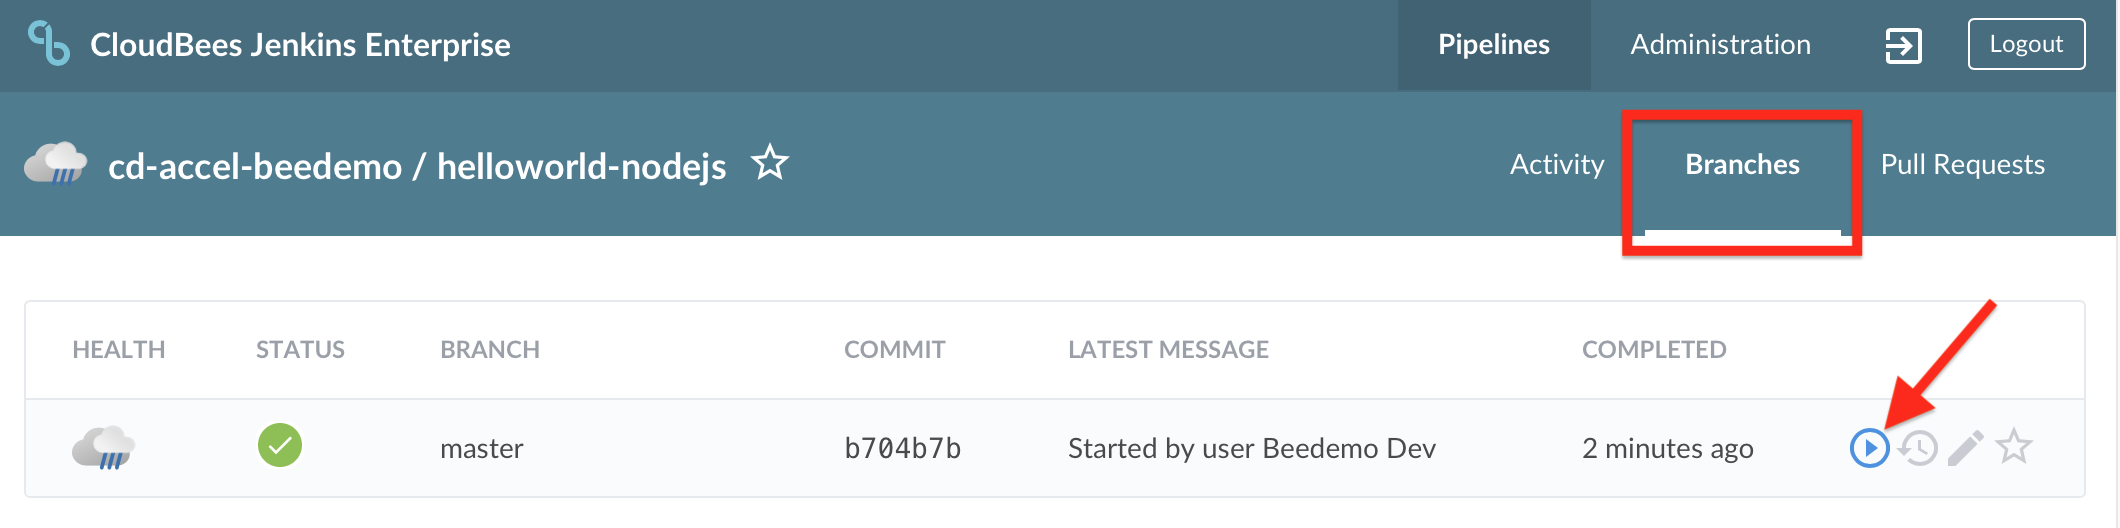 CloudBees Jenkins Enterprise Pipelines Administration Logout
cd-accel-beedemo / helloworld-nodejs Activity Branches Pull Requests
HEALTH STATUS BRANCH COMMIT LATEST MESSAGE COMPLETED
master b704b7b Started by user Beedemo Dev 2 minutes ago